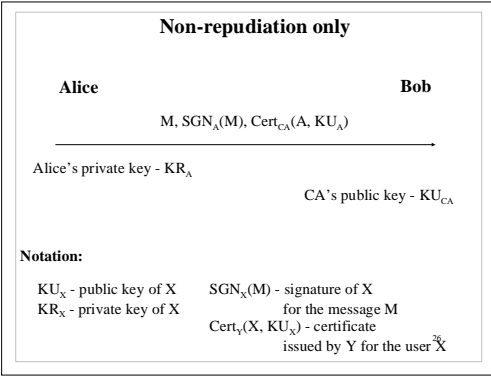 Non-repudiation only
Alice Bob
M, SGN_A(M), Cert_CA(A, KU_A)
Alice's private key - KR_A
CA's public key - KU_CA
Notation:
KU_X - public key of X SGN_X(M) - signature of X
KR_X - private key of X for the message M
Cert_Y(X, KU_X) - certificate
issued by Y for the user X
26